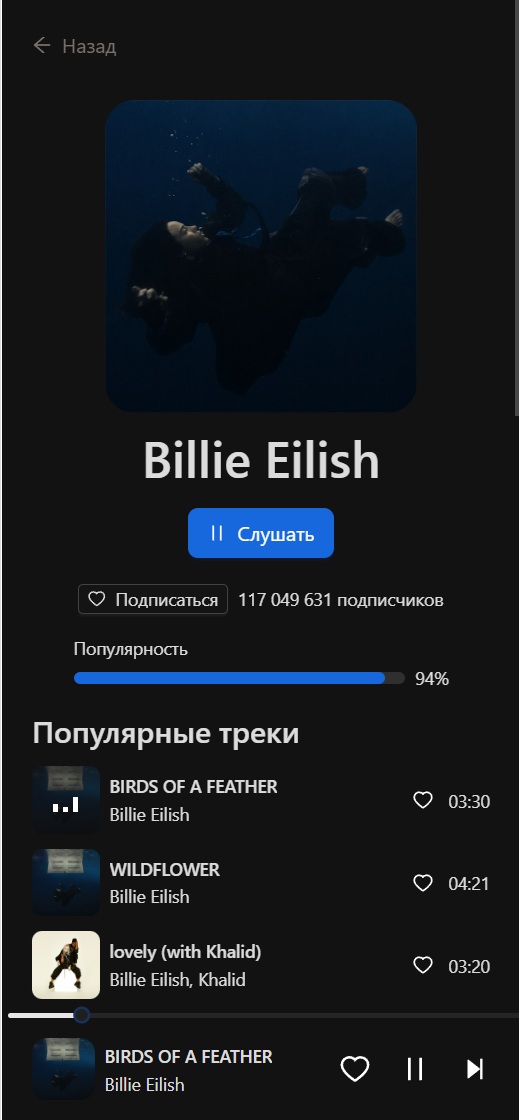 Назад
Billie Eilish
Слушать
Подписаться 117 049 631 подписчиков
Популярность
94%
Популярные треки
BIRDS OF A FEATHER
Billie Eilish
03:30
WILDFLOWER
Billie Eilish
04:21
lovely (with Khalid)
Billie Eilish, Khalid
03:20
BIRDS OF A FEATHER
Billie Eilish